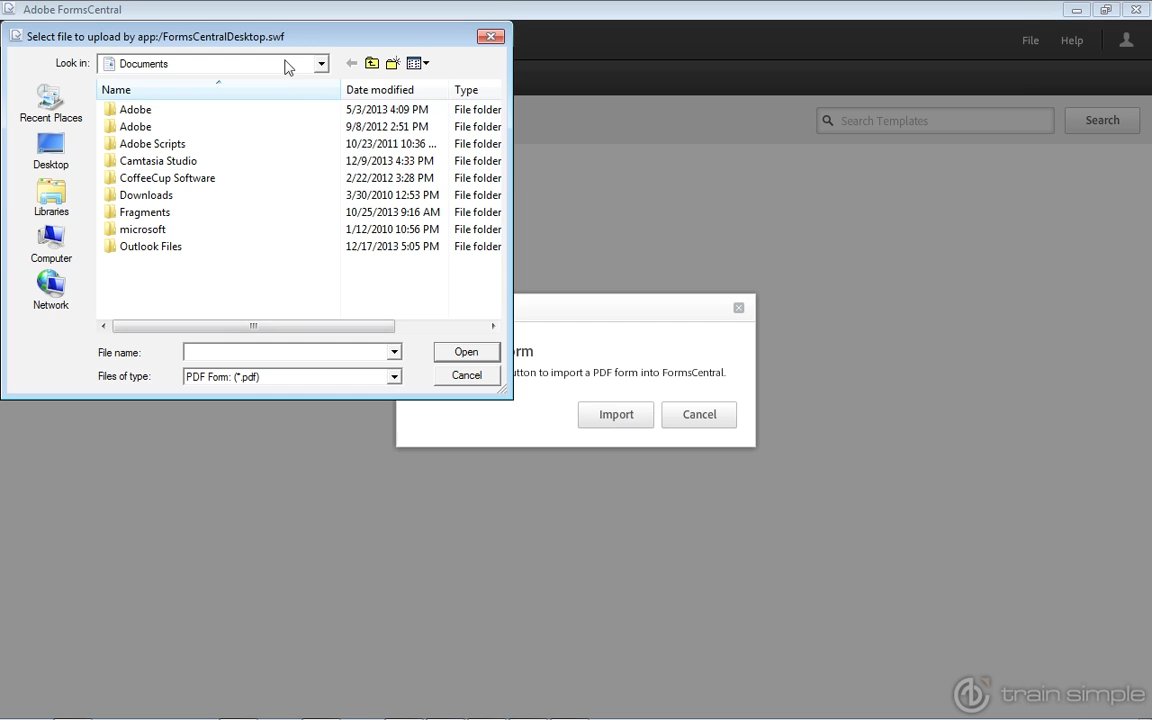 Adobe FormsCentral
Select file to upload by app:/FormsCentralDesktop.swf
File Help
Look in: Documents
Name Date modified Type
Recent Places
Desktop
Libraries
Computer
Network
Adobe 5/3/2013 4:09 PM File folder
Adobe 9/8/2012 2:51 PM File folder
Adobe Scripts 10/23/2011 10:36 ... File folder
Camtasia Studio 12/9/2013 4:33 PM File folder
CoffeeCup Software 2/22/2012 3:28 PM File folder
Downloads 3/30/2010 12:53 PM File folder
Fragments 10/25/2013 9:16 AM File folder
microsoft 1/12/2010 10:56 PM File folder
Outlook Files 12/17/2013 5:05 PM File folder
File name: Open
Files of type: PDF Form: (*.pdf) Cancel
Search Templates Search
orm
utton to import a PDF form into FormsCentral.
Import Cancel
train simple